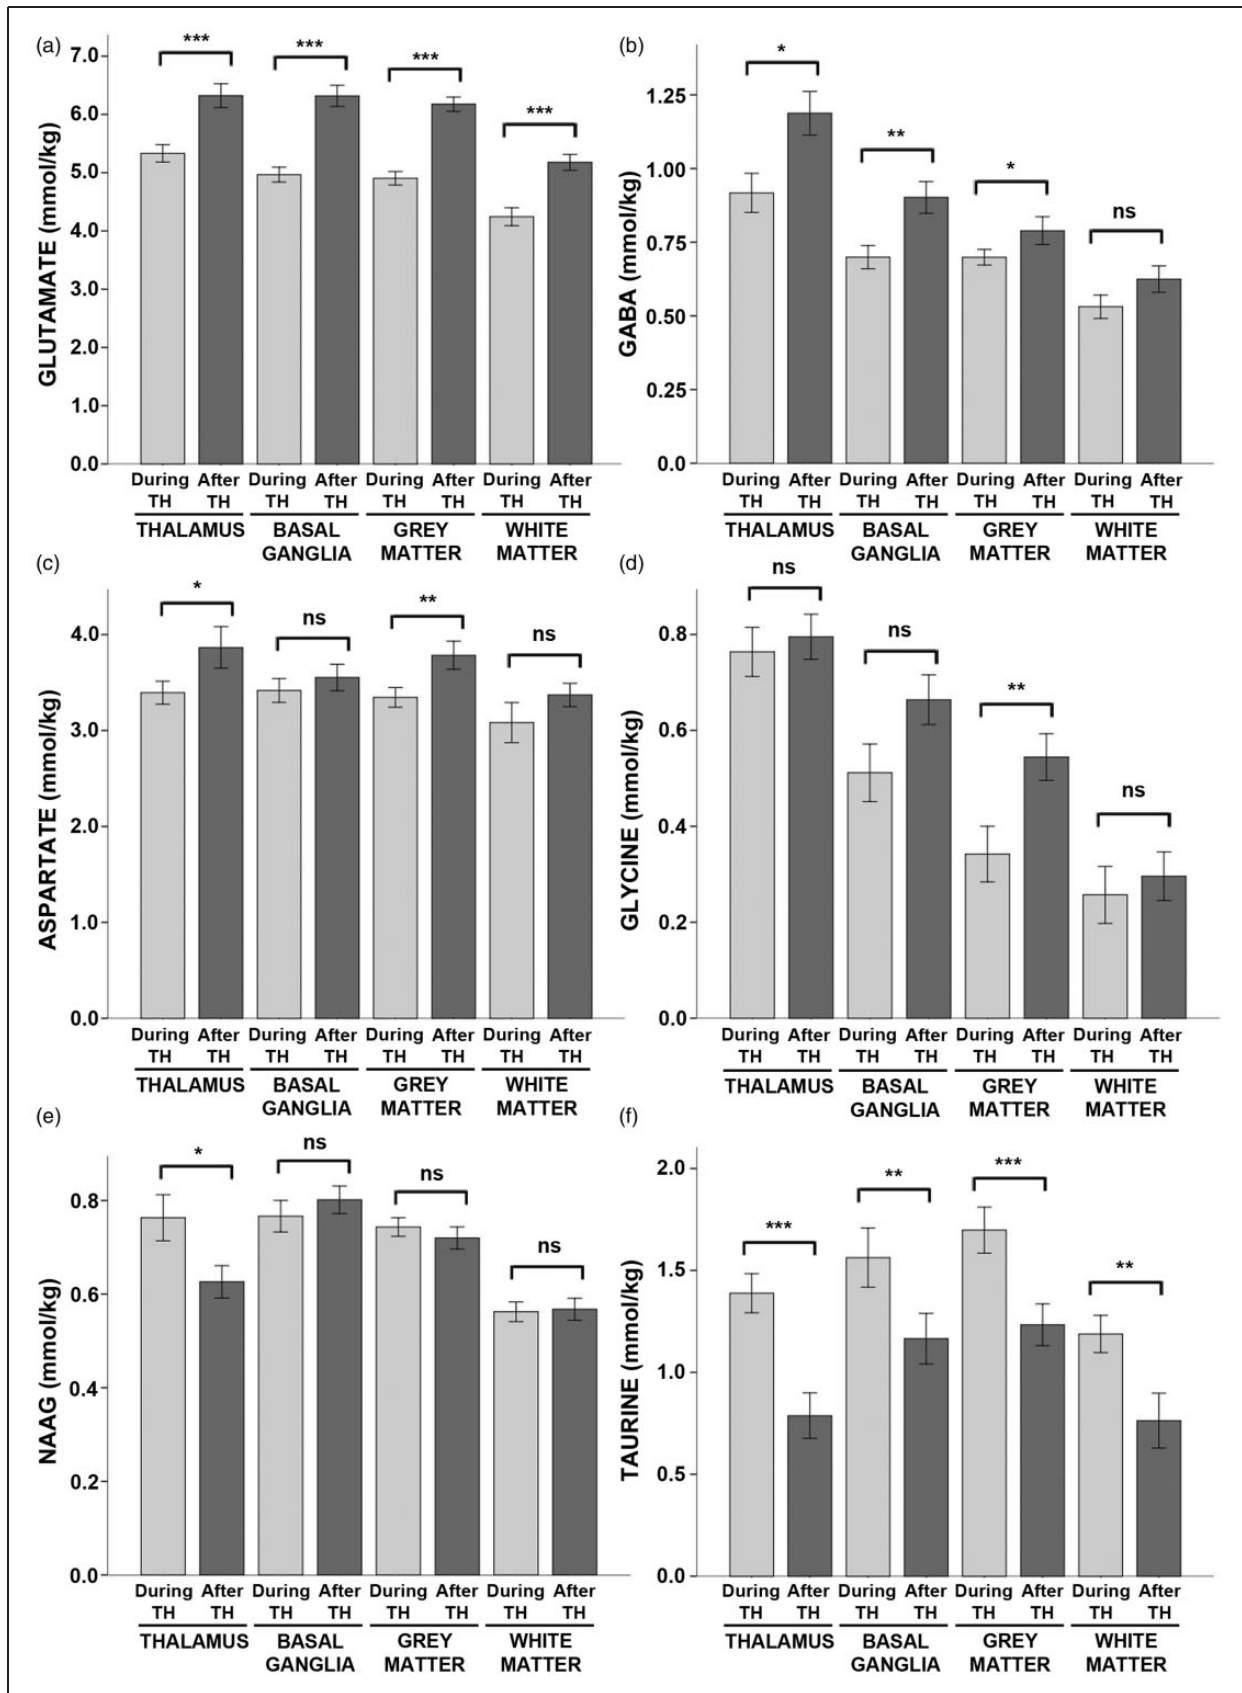 (a)
GLUTAMATE (mmol/kg)
7.0
6.0
5.0
4.0
3.0
2.0
1.0
0.0
***
***
***
***
During After During After During After During After
TH TH TH TH TH TH TH TH
THALAMUS BASAL GREY WHITE
GANGLIA MATTER MATTER
(b)
GABA (mmol/kg)
1.25
1.00
0.75
0.50
0.25
0.00
*
**
*
ns
During After During After During After During After
TH TH TH TH TH TH TH TH
THALAMUS BASAL GREY WHITE
GANGLIA MATTER MATTER
(c)
ASPARTATE (mmol/kg)
4.0
3.0
2.0
1.0
0.0
*
ns
**
ns
During After During After During After During After
TH TH TH TH TH TH TH TH
THALAMUS BASAL GREY WHITE
GANGLIA MATTER MATTER
(d)
GLYCINE (mmol/kg)
0.8
0.6
0.4
0.2
0.0
ns
ns
**
ns
During After During After During After During After
TH TH TH TH TH TH TH TH
THALAMUS BASAL GREY WHITE
GANGLIA MATTER MATTER
(e)
NAAG (mmol/kg)
0.8
0.6
0.4
0.2
0.0
*
ns
ns
ns
During After During After During After During After
TH TH TH TH TH TH TH TH
THALAMUS BASAL GREY WHITE
GANGLIA MATTER MATTER
(f)
TAURINE (mmol/kg)
2.0
1.5
1.0
0.5
0.0
***
**
***
**
During After During After During After During After
TH TH TH TH TH TH TH TH
THALAMUS BASAL GREY WHITE
GANGLIA MATTER MATTER